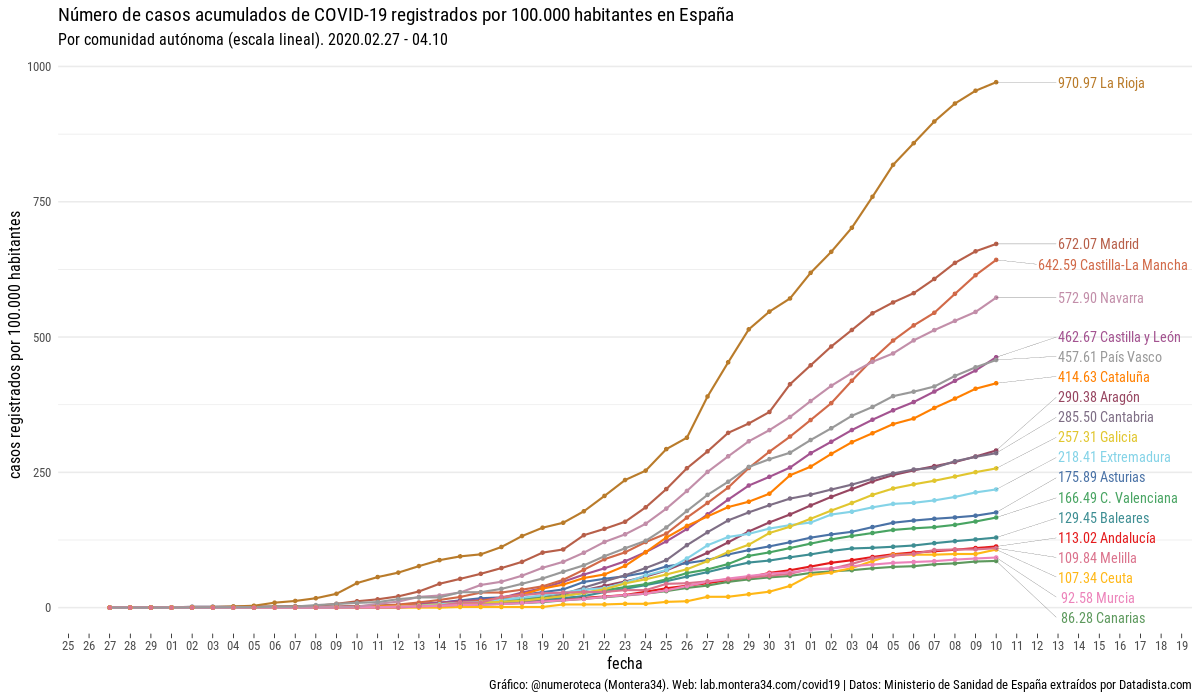 Número de casos acumulados de COVID-19 registrados por 100.000 habitantes en España
Por comunidad autónoma (escala lineal). 2020.02.27 - 04.10
casos registrados por 100.000 habitantes
1000
750
500
250
0
970.97 La Rioja
672.07 Madrid
642.59 Castilla-La Mancha
572.90 Navarra
462.67 Castilla y León
457.61 País Vasco
414.63 Cataluña
290.38 Aragón
285.50 Cantabria
257.31 Galicia
218.41 Extremadura
175.89 Asturias
166.49 C. Valenciana
129.45 Baleares
113.02 Andalucía
109.84 Melilla
107.34 Ceuta
92.58 Murcia
86.28 Canarias
25 26 27 28 29 01 02 03 04 05 06 07 08 09 10 11 12 13 14 15 16 17 18 19 20 21 22 23 24 25 26 27 28 29 30 31 01 02 03 04 05 06 07 08 09 10 11 12 13 14 15 16 17 18 19
fecha
Gráfico: @numeroteca (Montera34). Web: lab.montera34.com/covid19 | Datos: Ministerio de Sanidad de España extraídos por Datadista.com